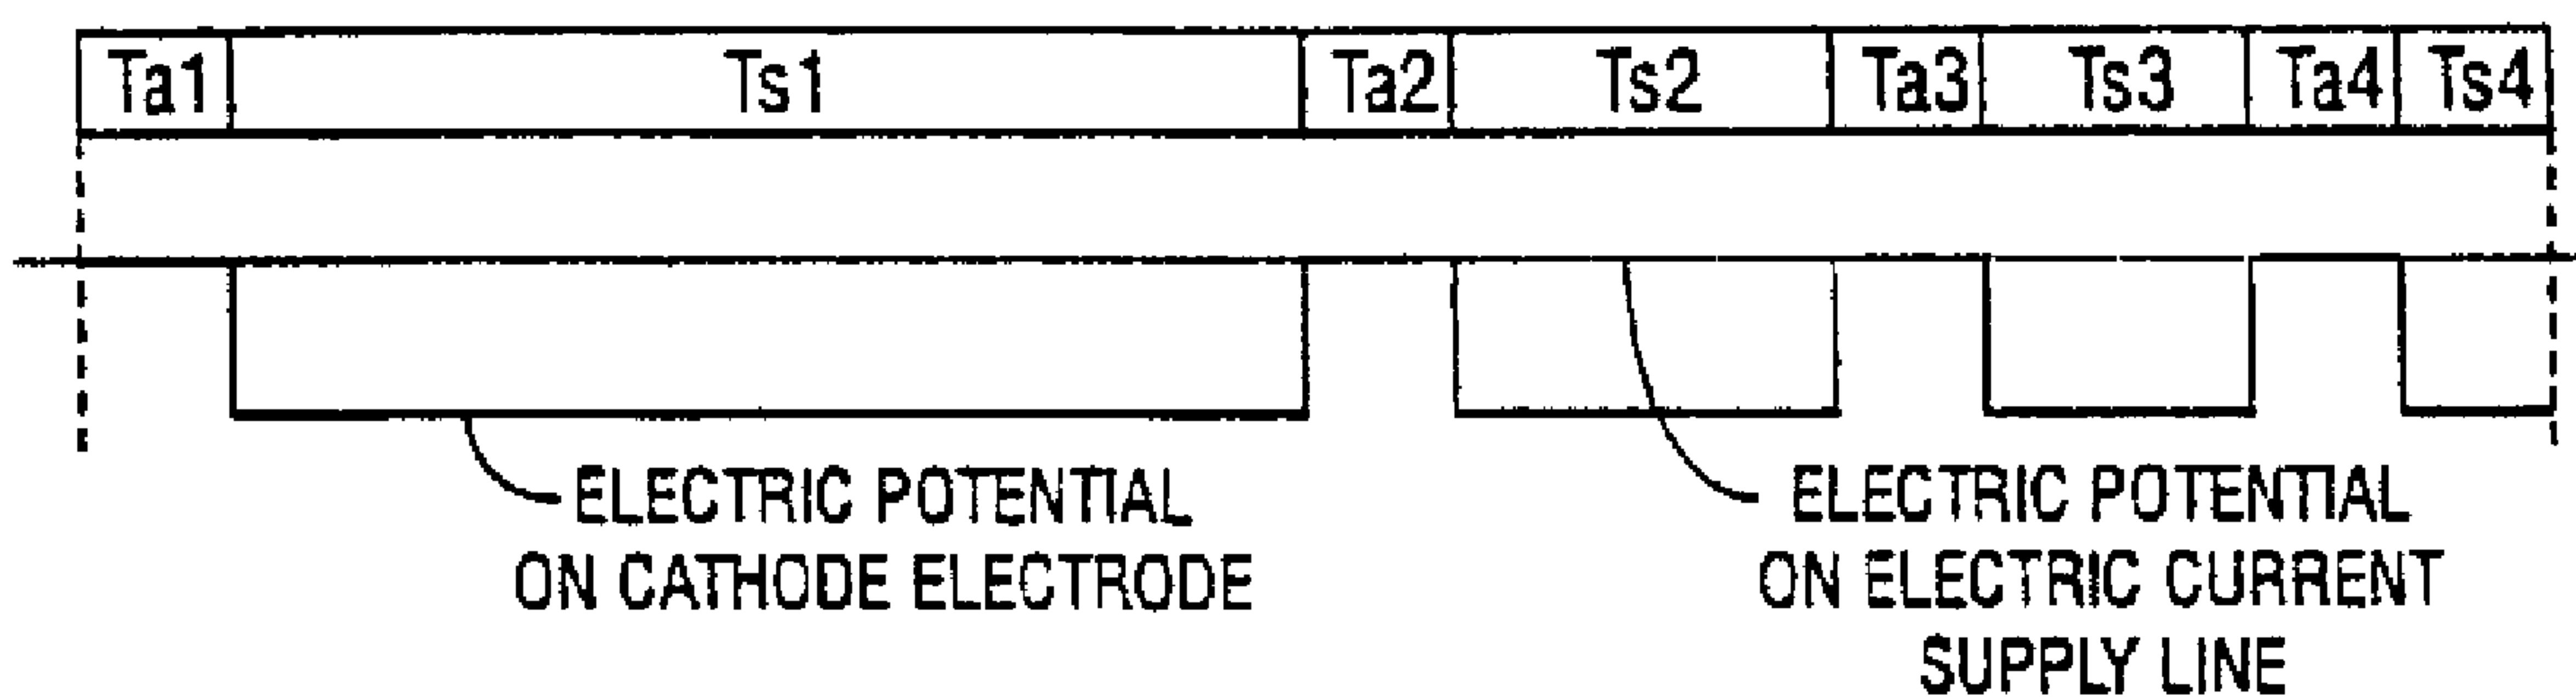 Ta1 Ts1 Ta2 Ts2 Ta3 Ts3 Ta4 Ts4
ELECTRIC POTENTIAL
ON CATHODE ELECTRODE
ELECTRIC POTENTIAL
ON ELECTRIC CURRENT
SUPPLY LINE